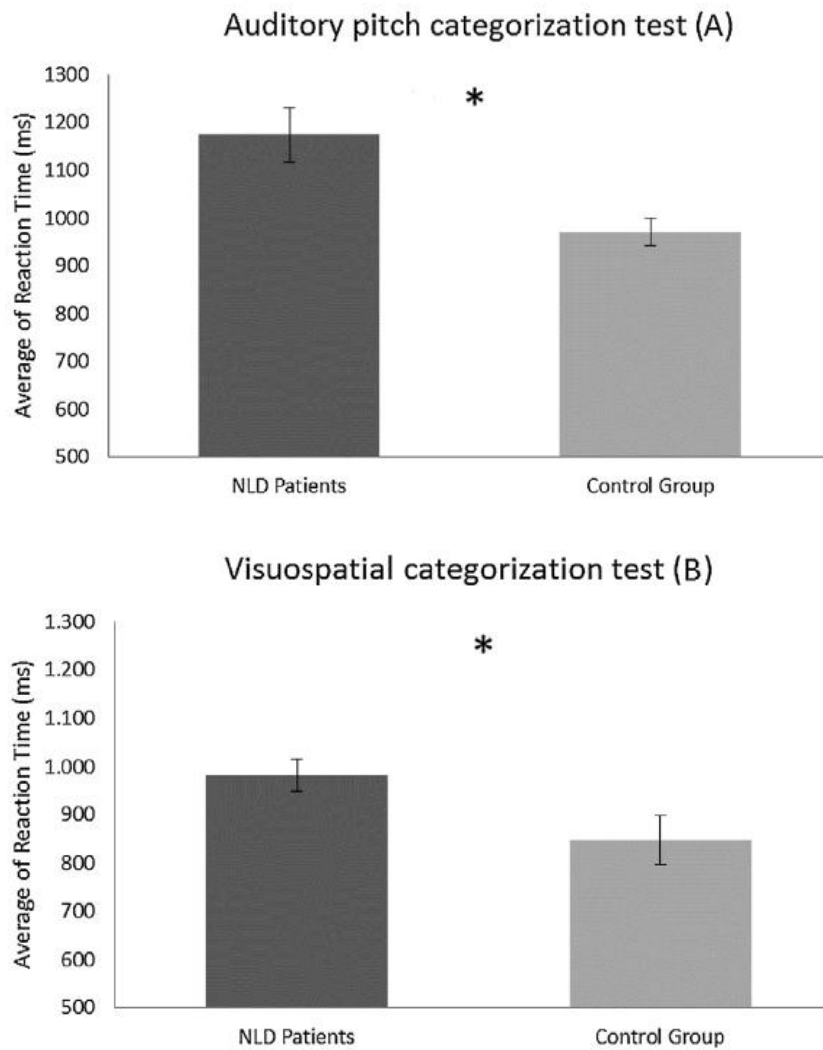 Auditory pitch categorization test (A)
Average of Reaction Time (ms)
1300
1200
1100
1000
900
800
700
600
500
*
NLD Patients
Control Group
Visuospatial categorization test (B)
Average of Reaction Time (ms)
1.300
1.200
1.100
1.000
900
800
700
600
500
*
NLD Patients
Control Group